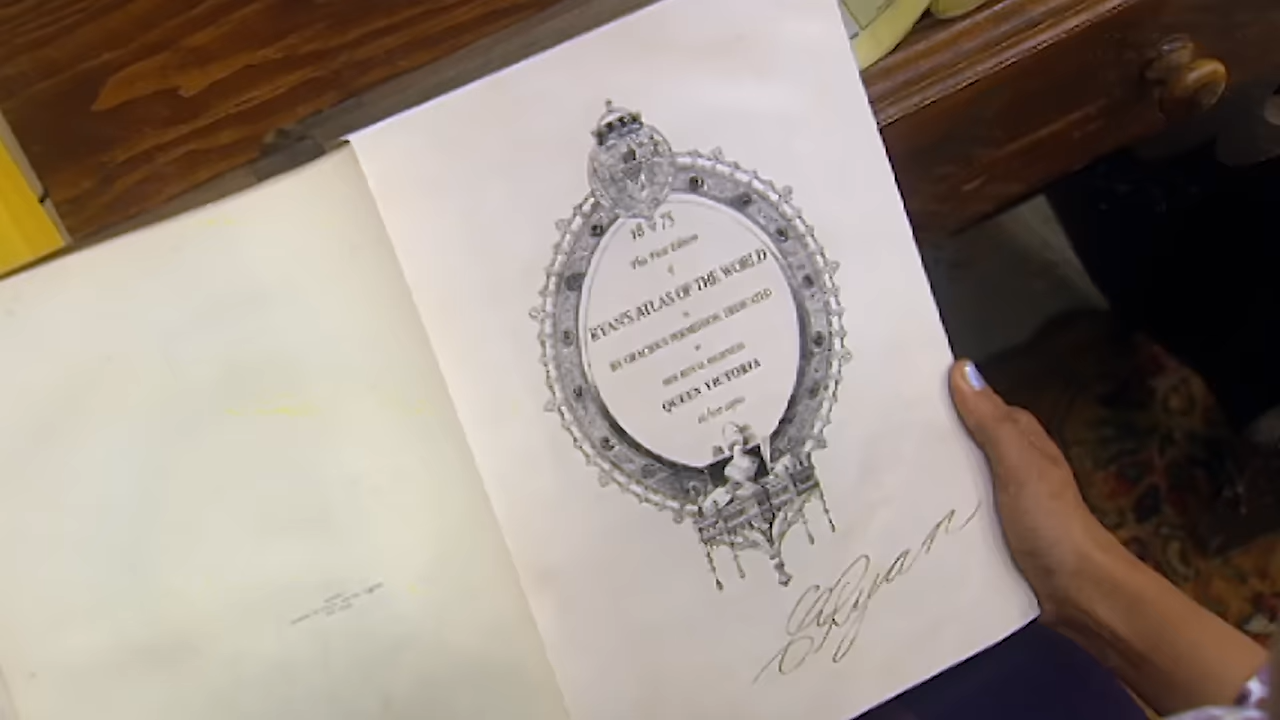 18 75
The First Edition
of
RYAN'S ATLAS OF THE WORLD
is
BY GRACIOUS PERMISSION, DEDICATED
to
HER ROYAL HIGHNESS
QUEEN VICTORIA
Ryan